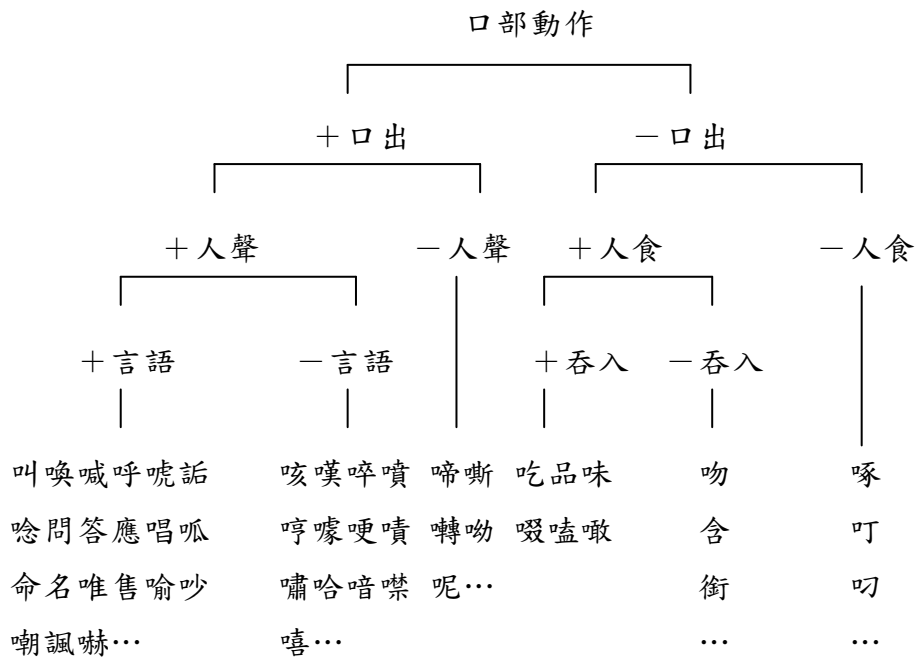 口部動作
＋口出 －口出
＋人聲 －人聲 ＋人食 －人食
＋言語 －言語 ＋吞入 －吞入
叫喚喊呼唬詬 咳嘆啐噴 啼嘶 吃品味 吻 啄
唸問答應唱呱 哼噱哽嘖 囀呦 啜嗑噉 含 叮
命名唯售喻吵 嘯哈喑噤 呢… 銜 叼
嘲諷嚇… 嘻… … …